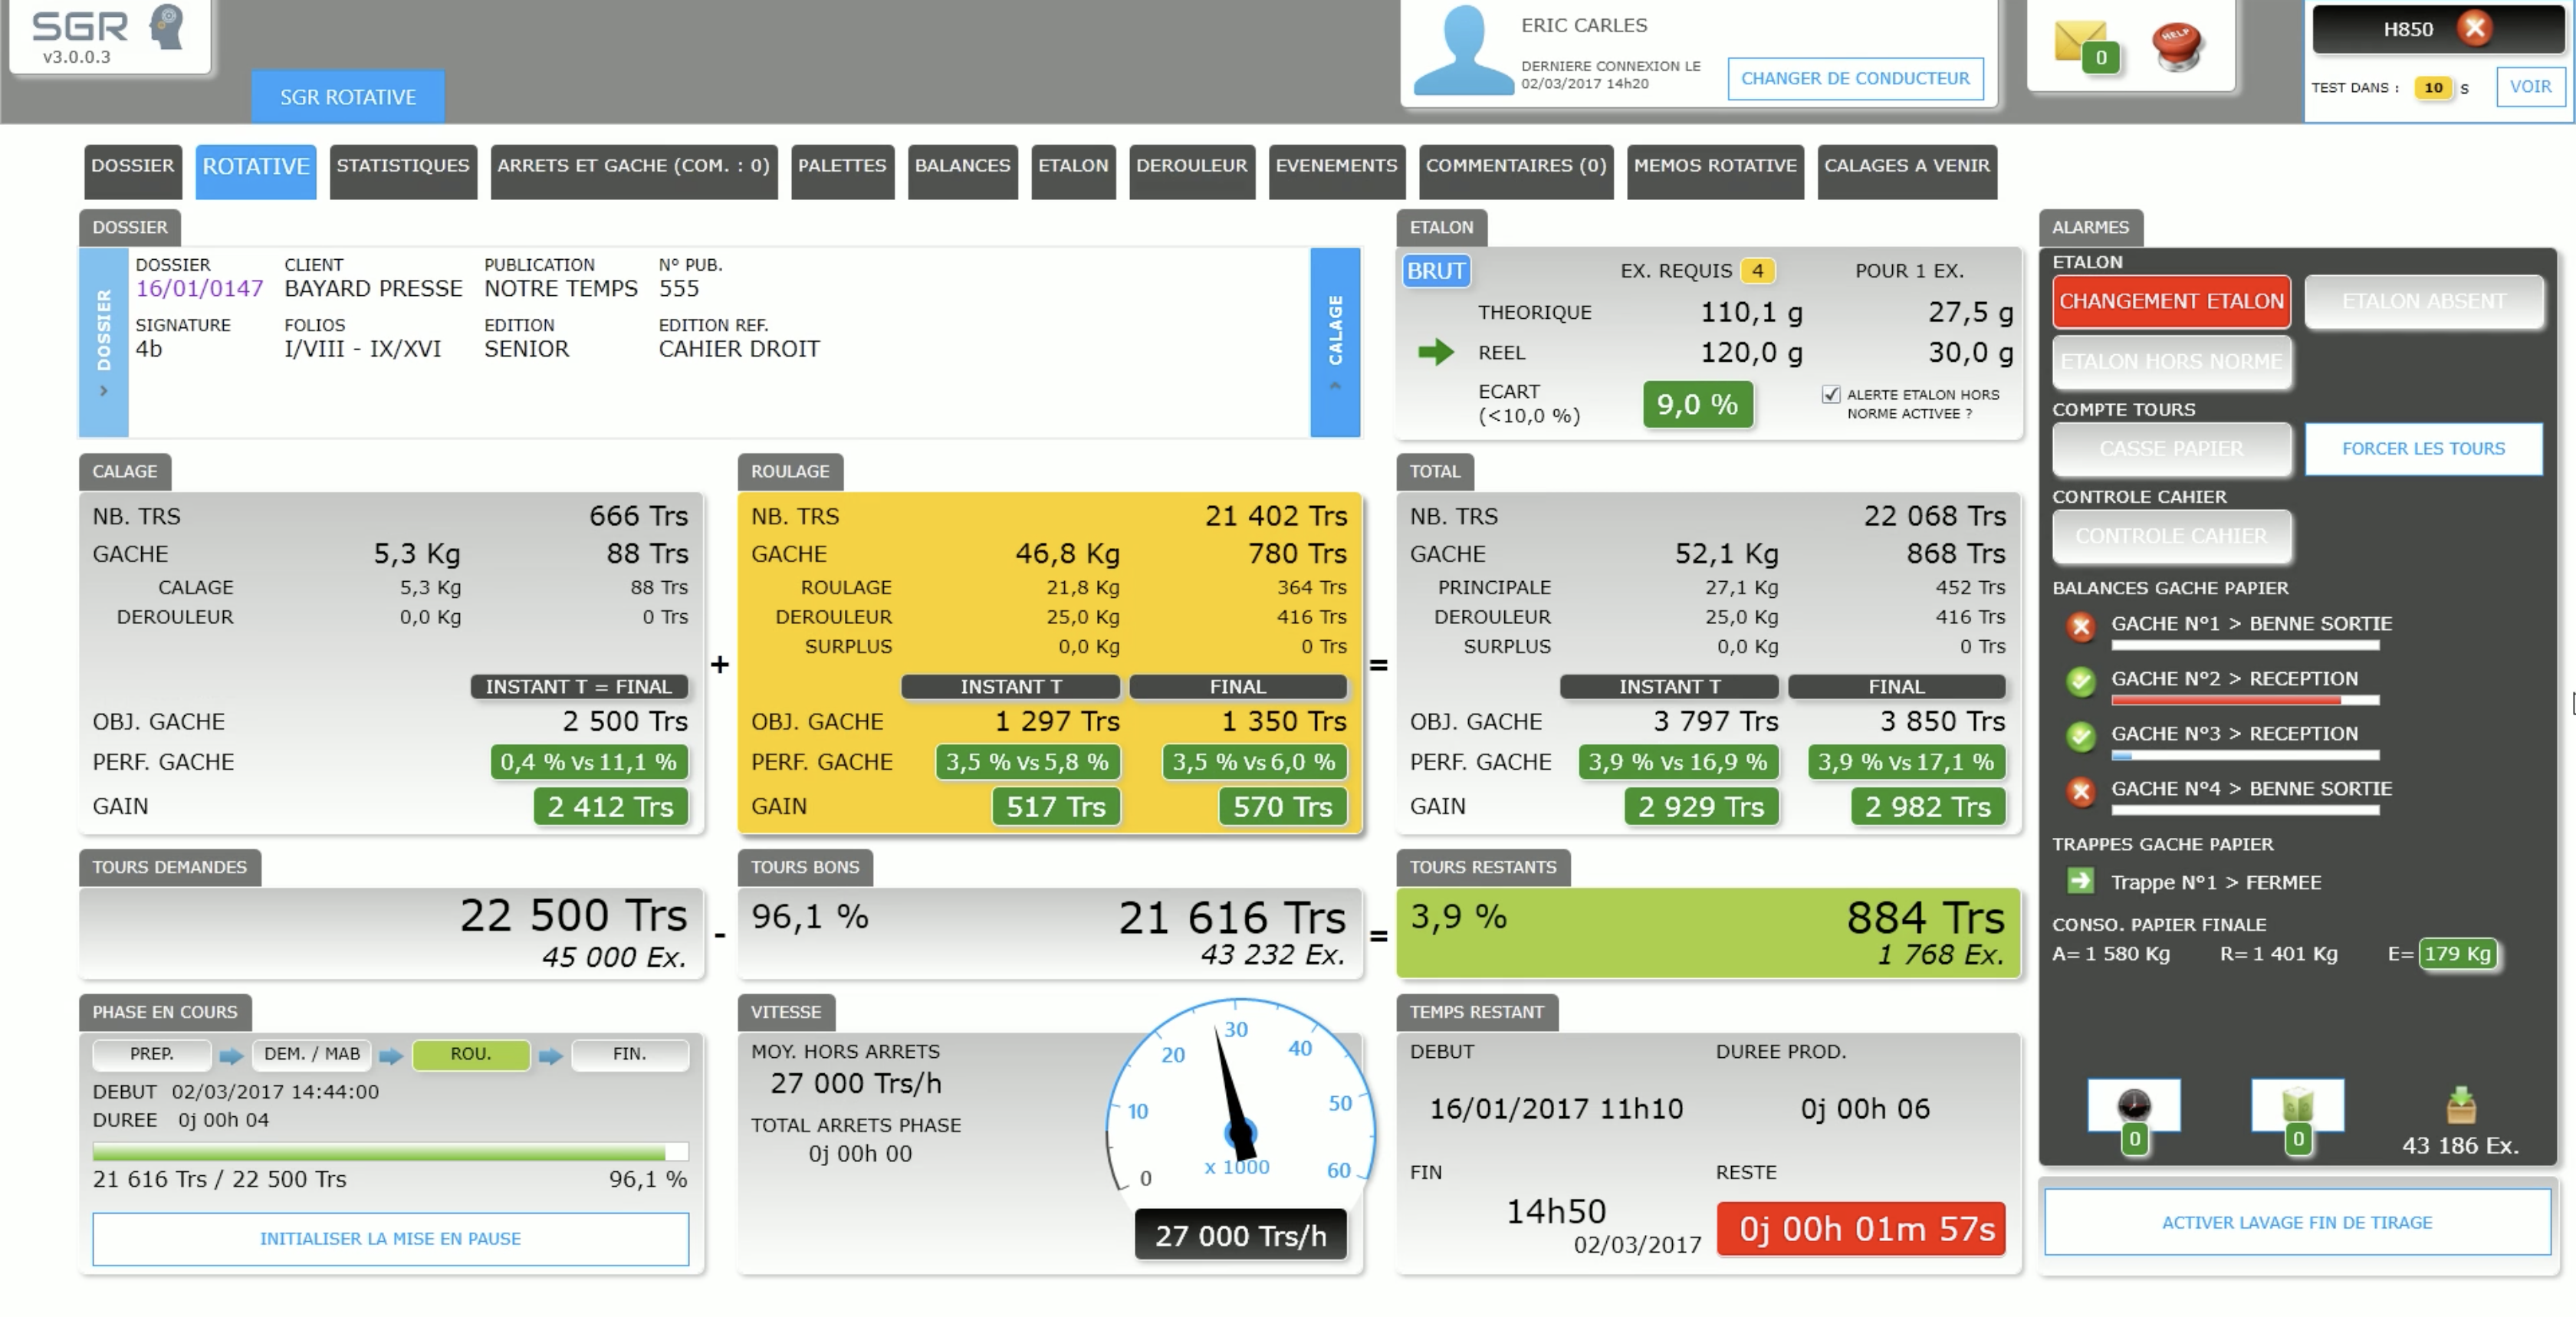 SGR
v3.0.0.3
SGR ROTATIVE
ERIC CARLES
DERNIERE CONNEXION LE
02/03/2017 14h20
CHANGER DE CONDUCTEUR
0
HELP
H850
TEST DANS : 10 s
VOIR
DOSSIER
ROTATIVE
STATISTIQUES
ARRETS ET GACHE (COM. : 0)
PALETTES
BALANCES
ETALON
DEROULEUR
EVENEMENTS
COMMENTAIRES (0)
MEMOS ROTATIVE
CALAGES A VENIR
DOSSIER
DOSSIER
DOSSIER CLIENT PUBLICATION N° PUB.
16/01/0147 BAYARD PRESSE NOTRE TEMPS 555
SIGNATURE FOLIOS EDITION EDITION REF.
4b I/VIII - IX/XVI SENIOR CAHIER DROIT
CALAGE
ETALON
BRUT EX. REQUIS 4 POUR 1 EX.
THEORIQUE 110,1 g 27,5 g
REEL 120,0 g 30,0 g
ECART
(<10,0 %)
9,0 %
ALERTE ETALON HORS
NORME ACTIVEE ?
CALAGE
NB. TRS 666 Trs
GACHE 5,3 Kg 88 Trs
CALAGE 5,3 Kg 88 Trs
DEROULEUR 0,0 Kg 0 Trs
INSTANT T = FINAL
OBJ. GACHE 2 500 Trs
PERF. GACHE 0,4 % Vs 11,1 %
GAIN 2 412 Trs
+
ROULAGE
NB. TRS 21 402 Trs
GACHE 46,8 Kg 780 Trs
ROULAGE 21,8 Kg 364 Trs
DEROULEUR 25,0 Kg 416 Trs
SURPLUS 0,0 Kg 0 Trs
INSTANT T FINAL
OBJ. GACHE 1 297 Trs 1 350 Trs
PERF. GACHE 3,5 % Vs 5,8 % 3,5 % Vs 6,0 %
GAIN 517 Trs 570 Trs
=
TOTAL
NB. TRS 22 068 Trs
GACHE 52,1 Kg 868 Trs
PRINCIPALE 27,1 Kg 452 Trs
DEROULEUR 25,0 Kg 416 Trs
SURPLUS 0,0 Kg 0 Trs
INSTANT T FINAL
OBJ. GACHE 3 797 Trs 3 850 Trs
PERF. GACHE 3,9 % Vs 16,9 % 3,9 % Vs 17,1 %
GAIN 2 929 Trs 2 982 Trs
TOURS DEMANDES
22 500 Trs
45 000 Ex.
-
TOURS BONS
96,1 % 21 616 Trs
43 232 Ex.
=
TOURS RESTANTS
3,9 % 884 Trs
1 768 Ex.
PHASE EN COURS
PREP. DEM. / MAB ROU. FIN.
DEBUT 02/03/2017 14:44:00
DUREE 0j 00h 04
21 616 Trs / 22 500 Trs 96,1 %
INITIALISER LA MISE EN PAUSE
VITESSE
MOY. HORS ARRETS
27 000 Trs/h
TOTAL ARRETS PHASE
0j 00h 00
0
10
20
30
40
50
60
x 1000
27 000 Trs/h
TEMPS RESTANT
DEBUT DUREE PROD.
16/01/2017 11h10 0j 00h 06
FIN RESTE
14h50
02/03/2017
0j 00h 01m 57s
ALARMES
ETALON
CHANGEMENT ETALON ETALON ABSENT
ETALON HORS NORME
COMPTE TOURS
CASSE PAPIER FORCER LES TOURS
CONTROLE CAHIER
CONTROLE CAHIER
BALANCES GACHE PAPIER
GACHE N°1 > BENNE SORTIE
GACHE N°2 > RECEPTION
GACHE N°3 > RECEPTION
GACHE N°4 > BENNE SORTIE
TRAPPES GACHE PAPIER
Trappe N°1 > FERMEE
CONSO. PAPIER FINALE
A= 1 580 Kg R= 1 401 Kg E= 179 Kg
0 0 43 186 Ex.
ACTIVER LAVAGE FIN DE TIRAGE